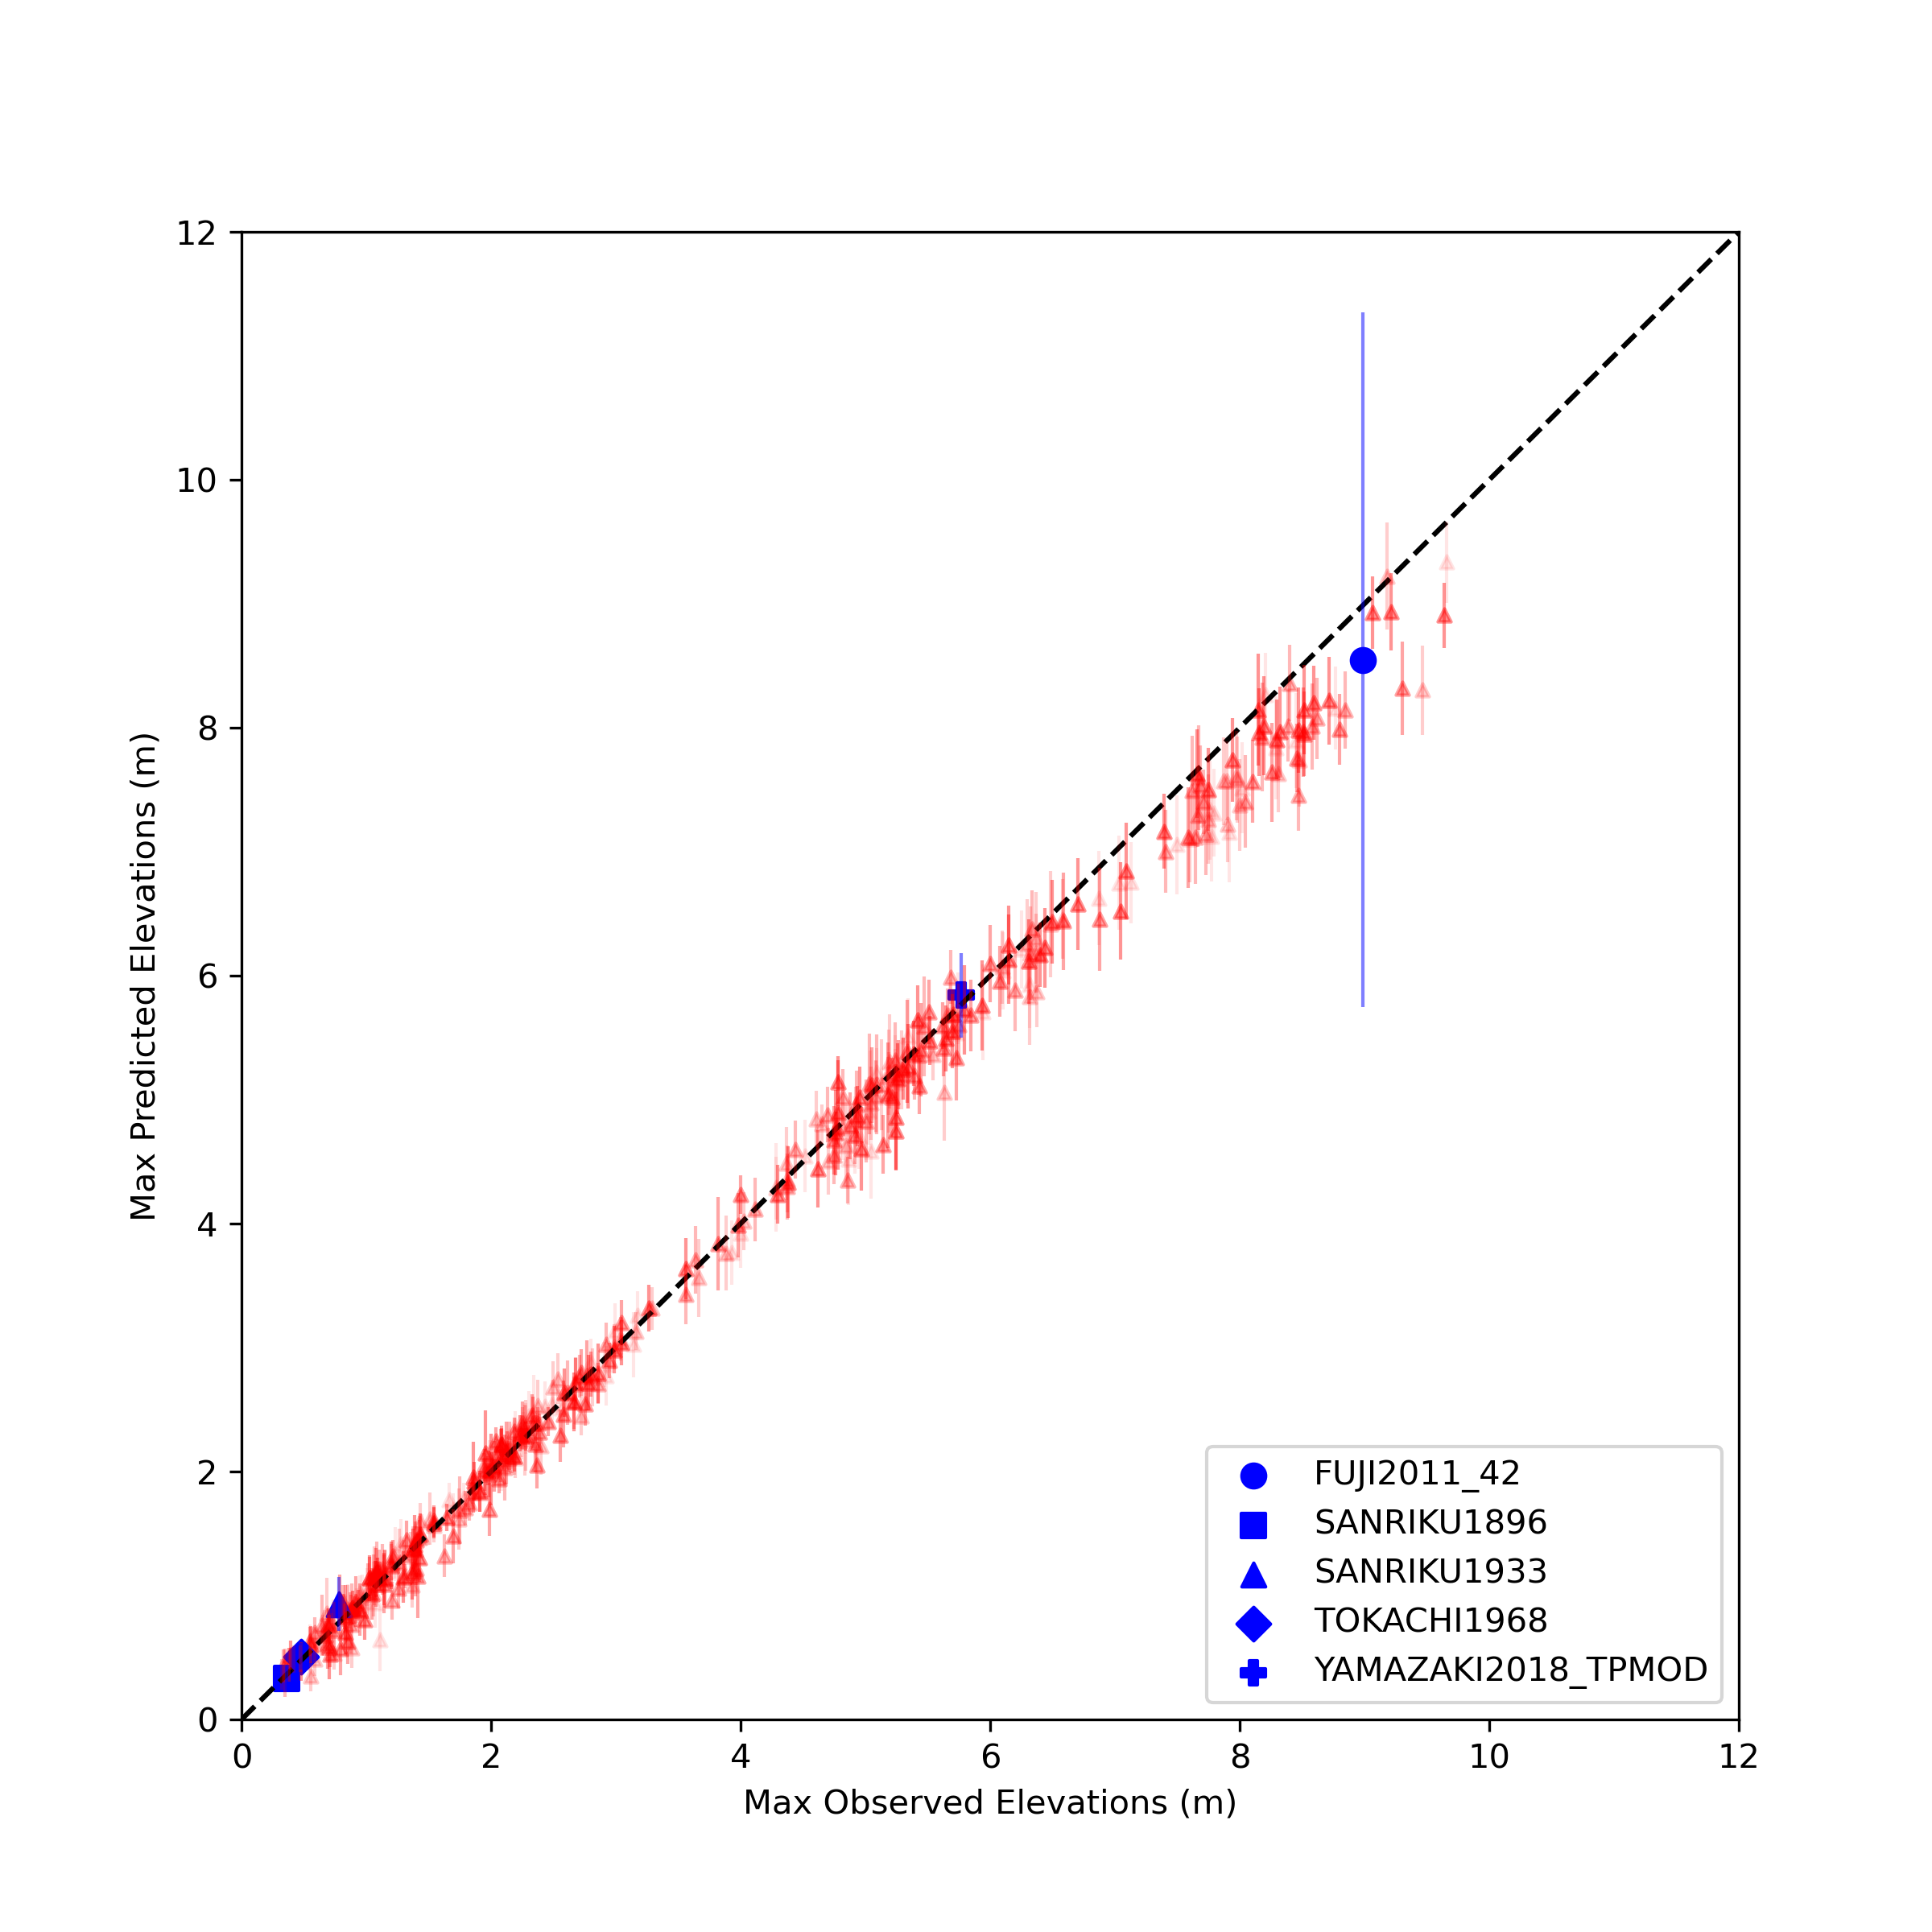 12
10
8
6
4
2
0
Max Predicted Elevations (m)
FUJI2011_42
SANRIKU1896
SANRIKU1933
TOKACHI1968
YAMAZAKI2018_TPMOD
0 2 4 6 8 10 12
Max Observed Elevations (m)